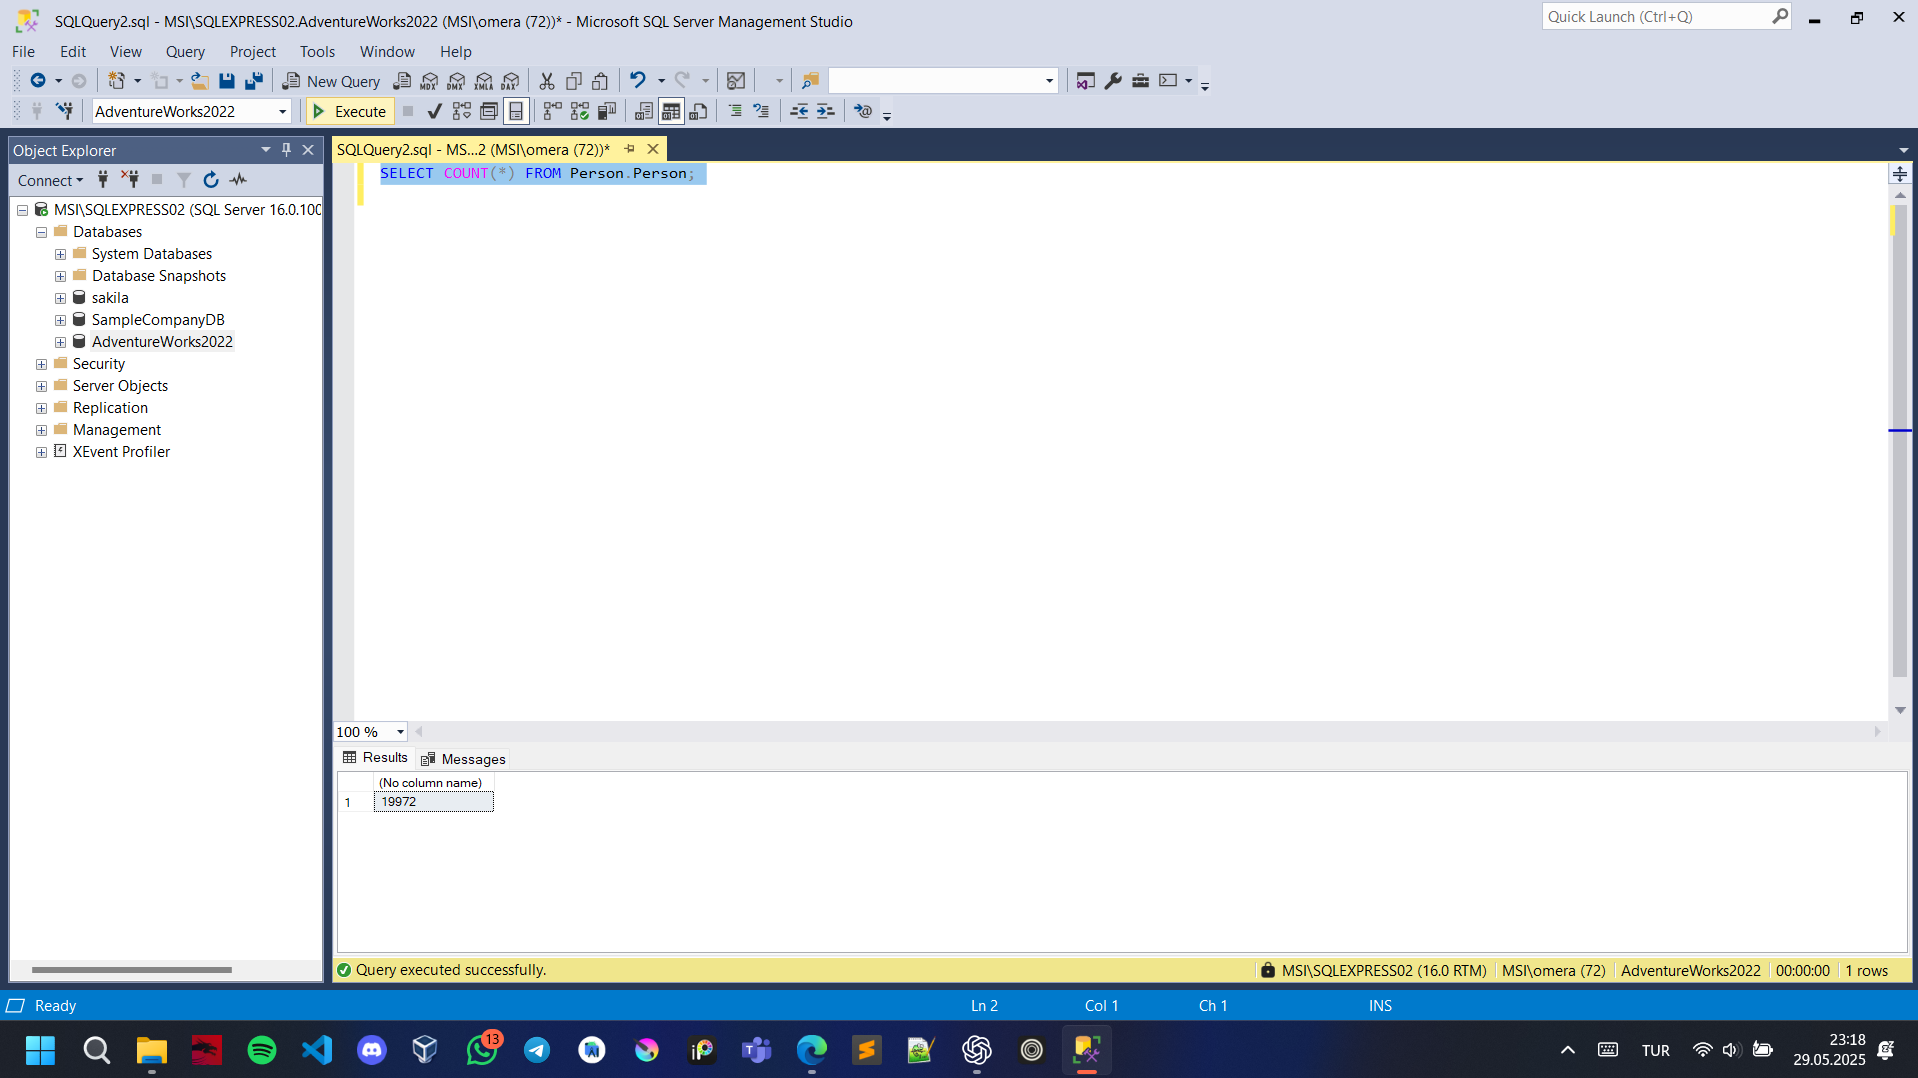 SQLQuery2.sql - MSI\SQLEXPRESS02.AdventureWorks2022 (MSI\omera (72))* - Microsoft SQL Server Management Studio
Quick Launch (Ctrl+Q)
File Edit View Query Project Tools Window Help
New Query
MDX DMX XMLA DAX
AdventureWorks2022
Execute
Object Explorer
SQLQuery2.sql - MS...2 (MSI\omera (72))*
Connect
SELECT COUNT(*) FROM Person.Person;
MSI\SQLEXPRESS02 (SQL Server 16.0.100
Databases
System Databases
Database Snapshots
sakila
SampleCompanyDB
AdventureWorks2022
Security
Server Objects
Replication
Management
XEvent Profiler
100 %
Results
Messages
(No column name)
1 19972
Query executed successfully.
MSI\SQLEXPRESS02 (16.0 RTM)
MSI\omera (72)
AdventureWorks2022
00:00:00
1 rows
Ready
Ln 2
Col 1
Ch 1
INS
13
TUR
23:18
29.05.2025